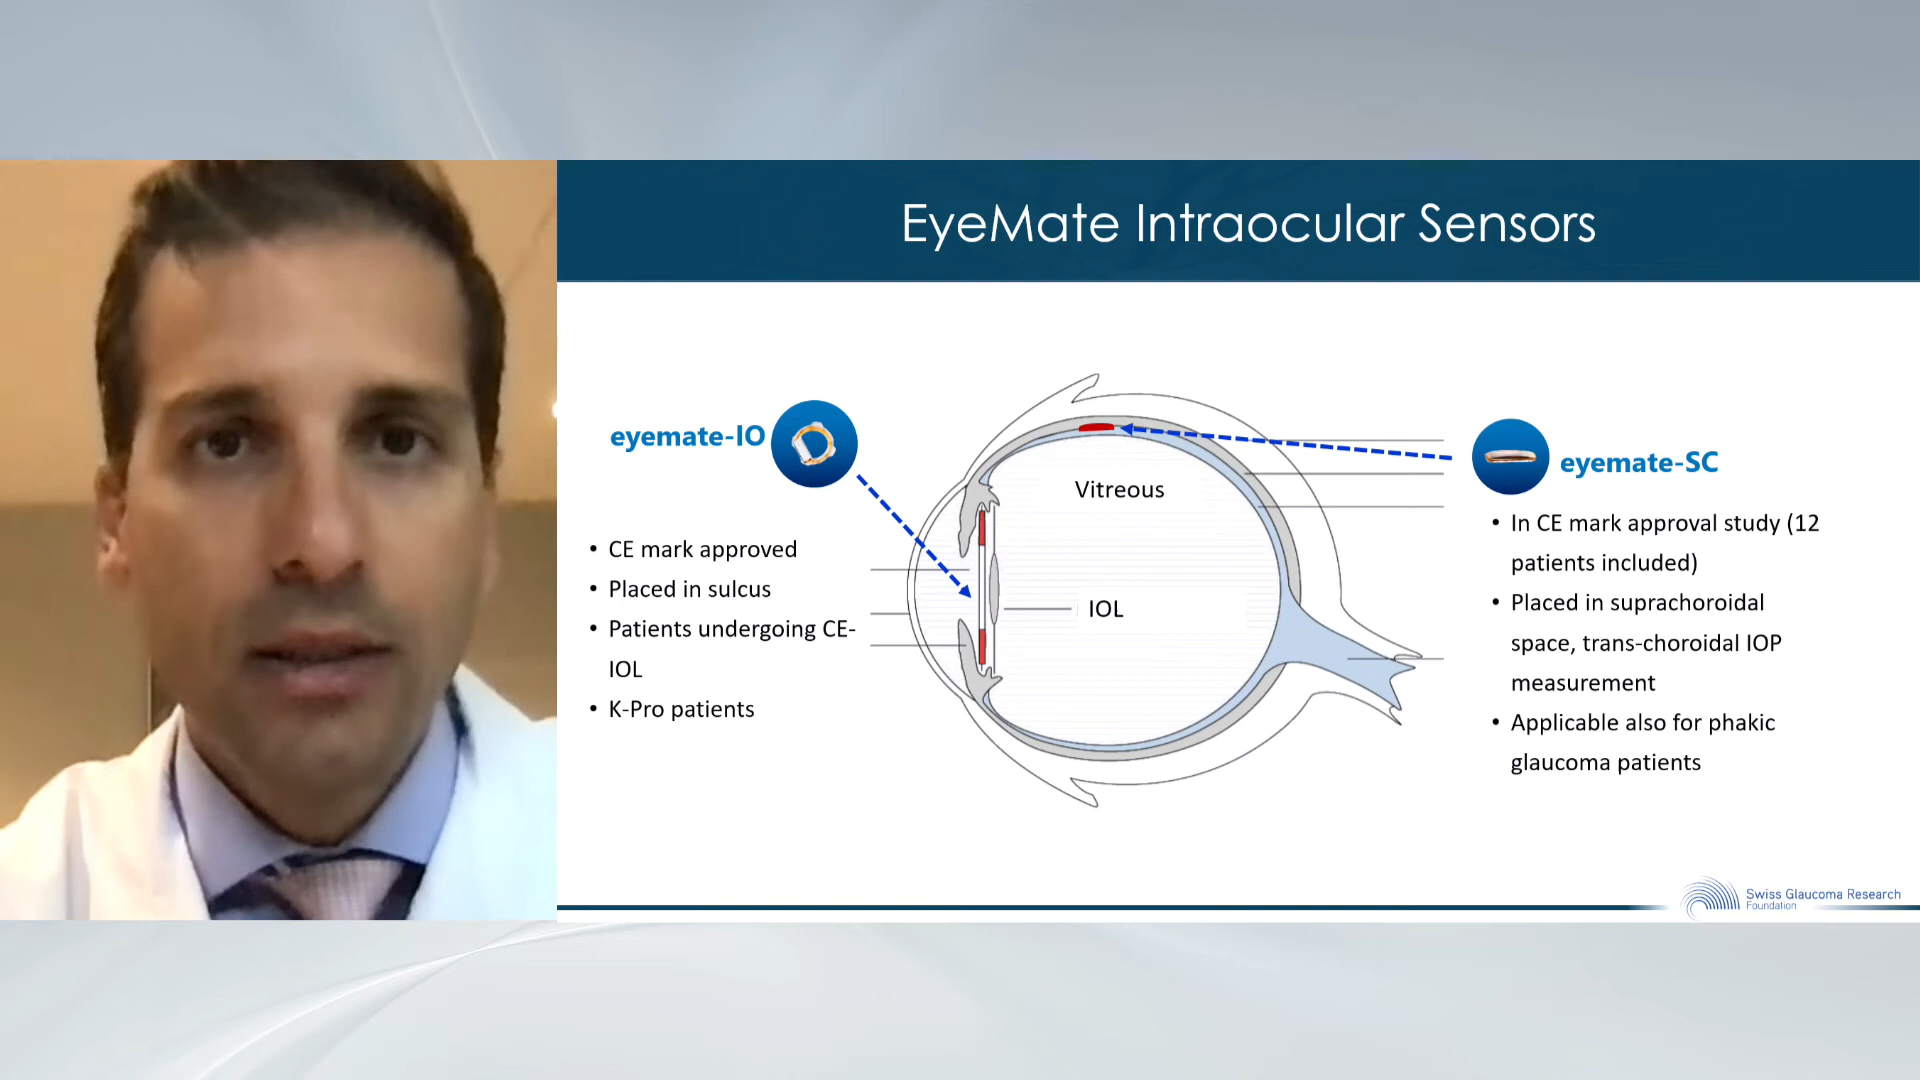 EyeMate Intraocular Sensors
eyemate-IO
• CE mark approved
• Placed in sulcus
• Patients undergoing CE-
IOL
• K-Pro patients
Vitreous
IOL
eyemate-SC
• In CE mark approval study (12
patients included)
• Placed in suprachoroidal
space, trans-choroidal IOP
measurement
• Applicable also for phakic
glaucoma patients
Swiss Glaucoma Research
Foundation